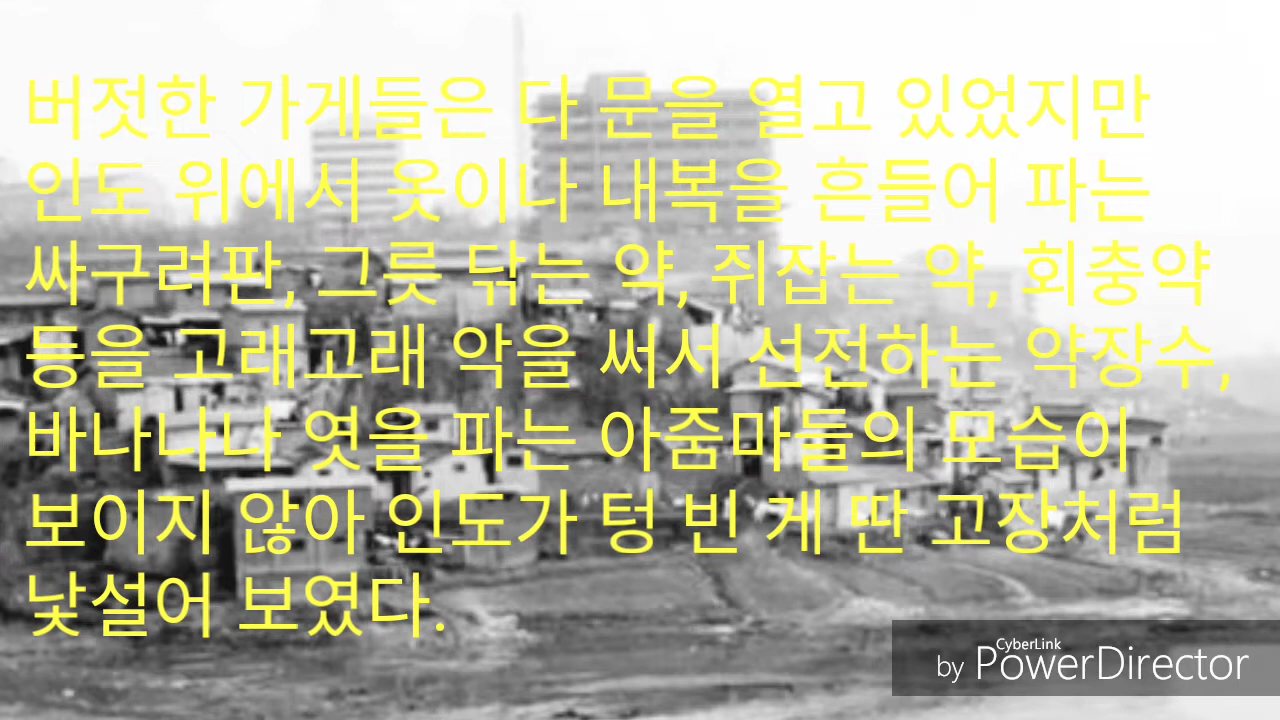 버젓한 가게들은 다 문을 열고 있었지만
인도 위에서 옷이나 내복을 흔들어 파는
싸구려판, 그릇 닦는 약, 쥐잡는 약, 회충약
등을 고래고래 악을 써서 선전하는 약장수,
바나나나 엿을 파는 아줌마들의 모습이
보이지 않아 인도가 텅 빈 게 딴 고장처럼
낯설어 보였다.
CyberLink
by PowerDirector